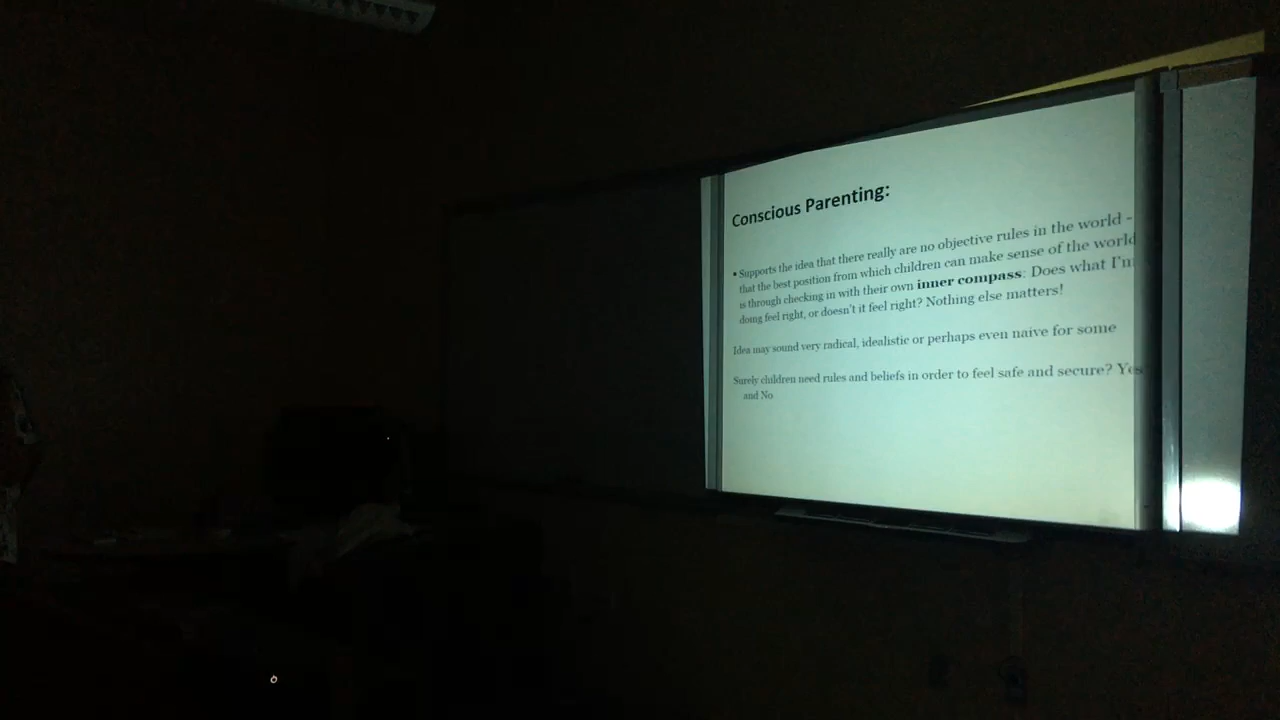 Conscious Parenting:
▪ Supports the idea that there really are no objective rules in the world -
that the best position from which children can make sense of the world
is through checking in with their own inner compass: Does what I'm
doing feel right, or doesn't it feel right? Nothing else matters!
Idea may sound very radical, idealistic or perhaps even naive for some
Surely children need rules and beliefs in order to feel safe and secure? Yes
and No